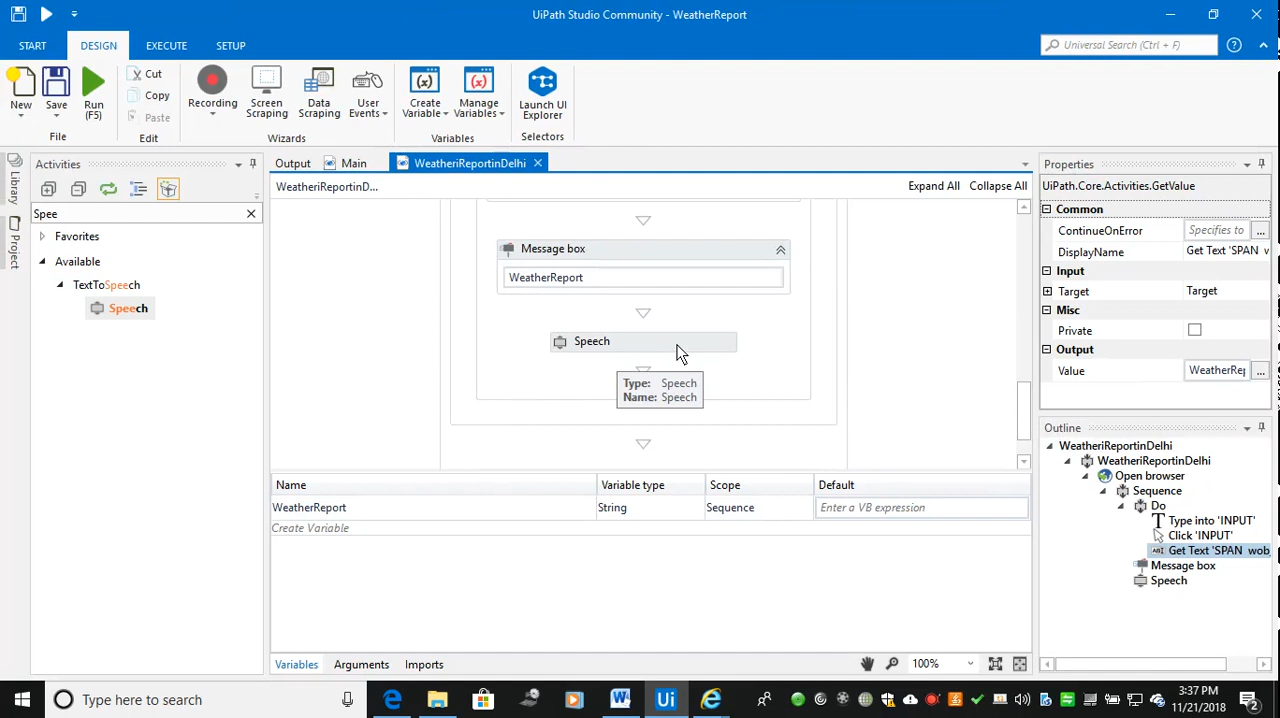 UiPath Studio Community - WeatherReport
START DESIGN EXECUTE SETUP
Universal Search (Ctrl + F)
New Save Run (F5)
Cut
Copy
Paste
Recording Screen Scraping Data Scraping User Events
Create Variable Manage Variables
Launch UI Explorer
File Edit Wizards Variables Selectors
Activities
Output Main WeatheriReportinDelhi
Properties
Library
Project
WeatheriReportinD...
Expand All Collapse All
UiPath.Core.Activities.GetValue
Spee
Favorites
Available
TextToSpeech
Speech
Message box
WeatherReport
Speech
Type: Speech
Name: Speech
Common
ContinueOnError Specifies to ...
DisplayName Get Text 'SPAN w
Input
Target Target
Misc
Private
Output
Value WeatherRep ...
Outline
WeatheriReportinDelhi
WeatheriReportinDelhi
Open browser
Sequence
Do
Type into 'INPUT'
Click 'INPUT'
Get Text 'SPAN wob
Message box
Speech
Name Variable type Scope Default
WeatherReport String Sequence Enter a VB expression
Create Variable
Variables Arguments Imports
100%
Type here to search
Ui
3:37 PM
11/21/2018
2